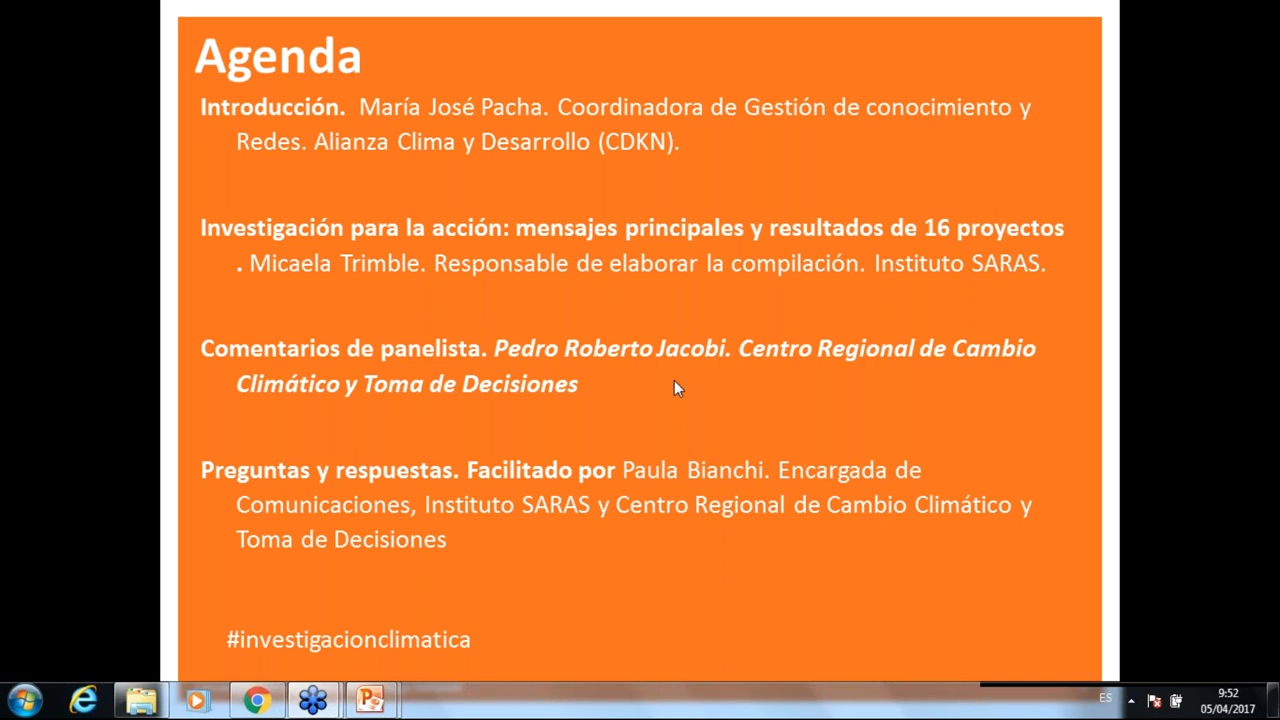 Agenda
Introducción. María José Pacha. Coordinadora de Gestión de conocimiento y
Redes. Alianza Clima y Desarrollo (CDKN).
Investigación para la acción: mensajes principales y resultados de 16 proyectos
. Micaela Trimble. Responsable de elaborar la compilación. Instituto SARAS.
Comentarios de panelista. Pedro Roberto Jacobi. Centro Regional de Cambio
Climático y Toma de Decisiones
Preguntas y respuestas. Facilitado por Paula Bianchi. Encargada de
Comunicaciones, Instituto SARAS y Centro Regional de Cambio Climático y
Toma de Decisiones
#investigacionclimatica
ES
9:52
05/04/2017